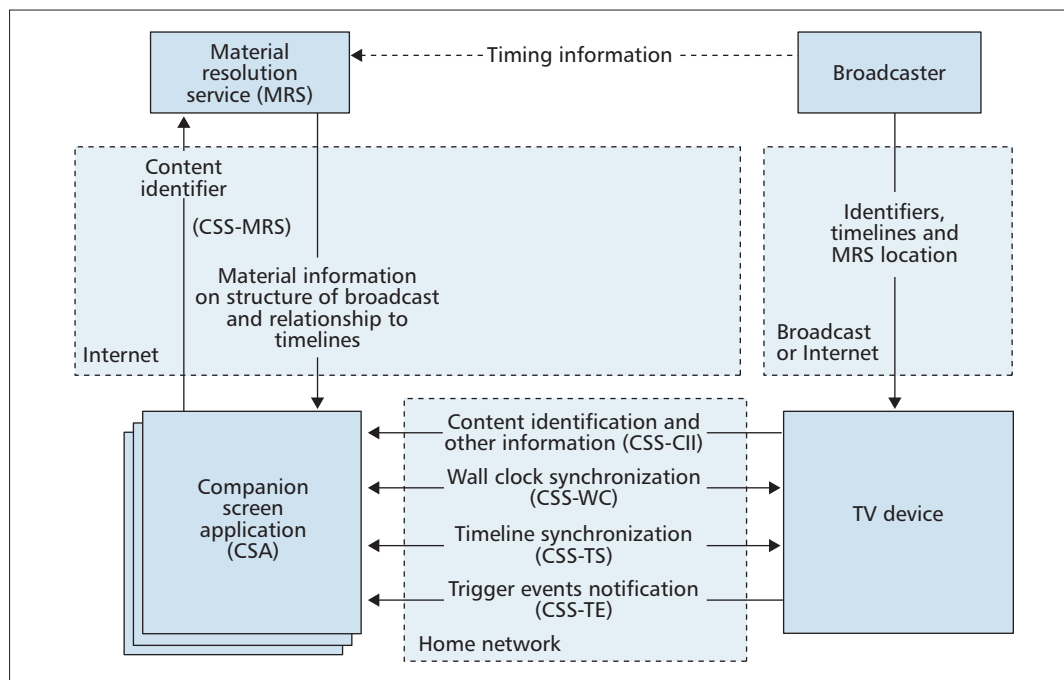 Material
resolution
service (MRS)
Timing information
Broadcaster
Content
identifier
(CSS-MRS)
Material information
on structure of broadcast
and relationship to
timelines
Internet
Identifiers,
timelines and
MRS location
Broadcast
or Internet
Companion
screen
application
(CSA)
Content identification and
other information (CSS-CII)
Wall clock synchronization
(CSS-WC)
Timeline synchronization
(CSS-TS)
Trigger events notification
(CSS-TE)
Home network
TV device